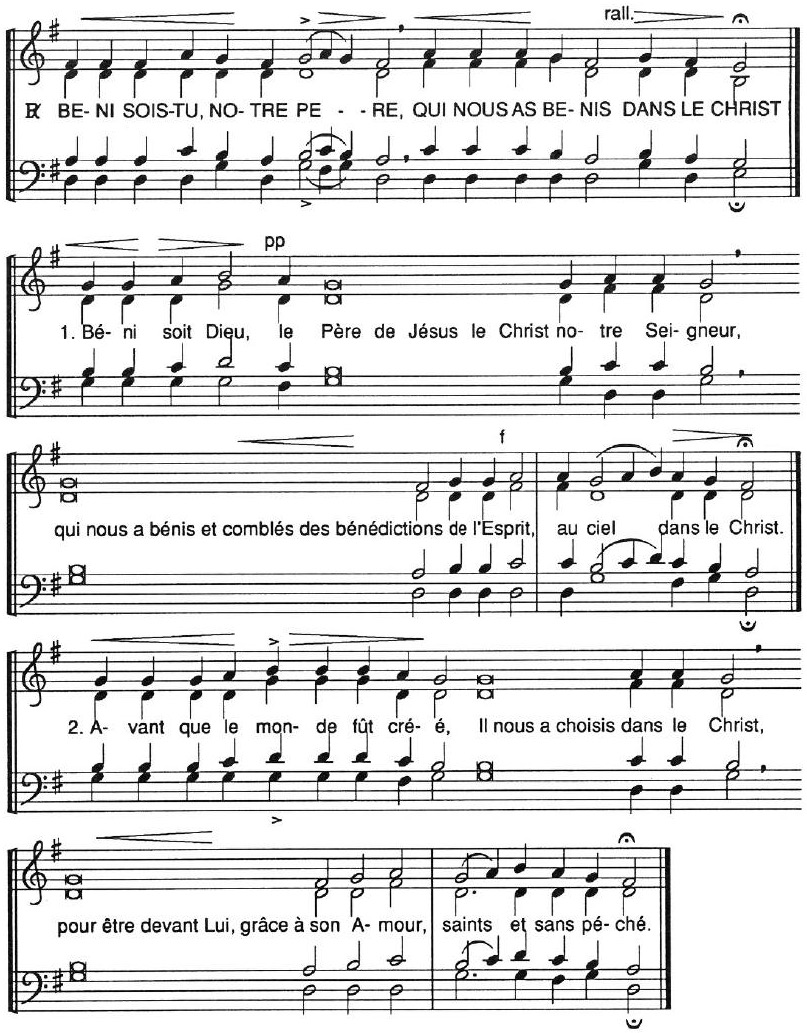 rall.
℟ BE- NI SOIS-TU, NO- TRE PE - - RE, QUI NOUS AS BE- NIS DANS LE CHRIST
pp
1. Bé- ni soit Dieu, le Père de Jésus le Christ no- tre Sei- gneur,
f
qui nous a bénis et comblés des bénédictions de l'Esprit, au ciel dans le Christ.
2. A- vant que le mon- de fût cré- é, Il nous a choisis dans le Christ,
pour être devant Lui, grâce à son A- mour, saints et sans pé- ché.